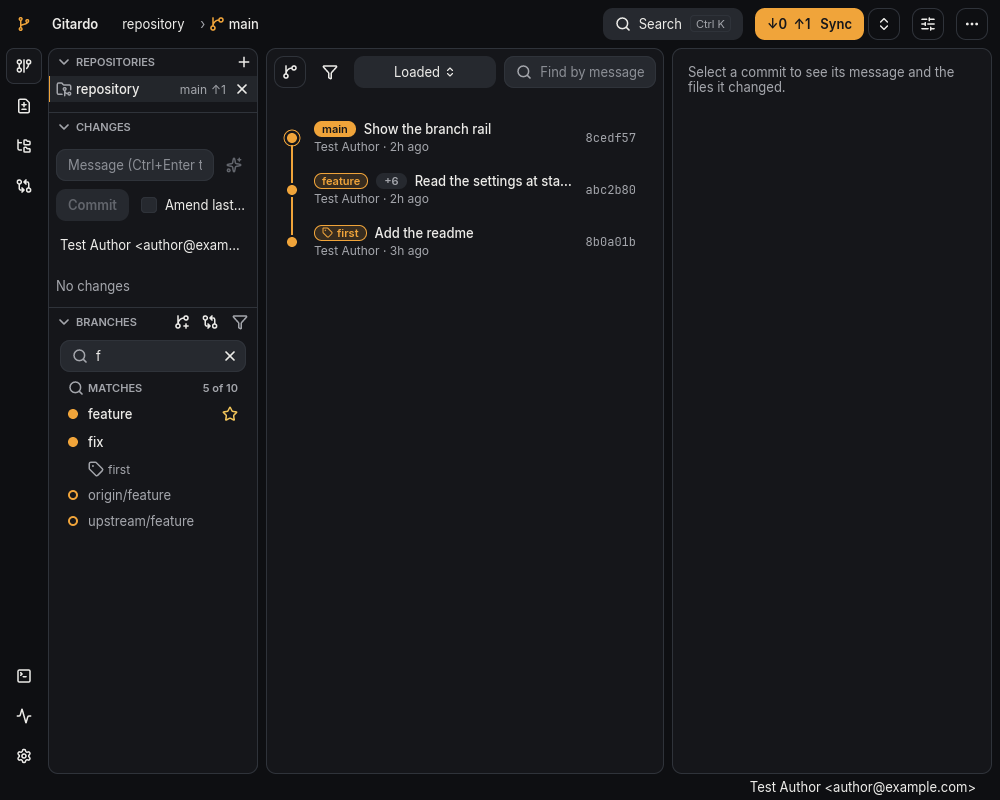 Gitardo repository › main Search Ctrl K ↓0 ↑1 Sync
REPOSITORIES
repository main ↑1
CHANGES
Message (Ctrl+Enter t
Commit Amend last...
Test Author <author@exam...
No changes
BRANCHES
f
MATCHES 5 of 10
feature
fix
first
origin/feature
upstream/feature
Loaded Find by message
main Show the branch rail
Test Author · 2h ago 8cedf57
feature +6 Read the settings at sta...
Test Author · 2h ago abc2b80
first Add the readme
Test Author · 3h ago 8b0a01b
Select a commit to see its message and the
files it changed.
Test Author <author@example.com>